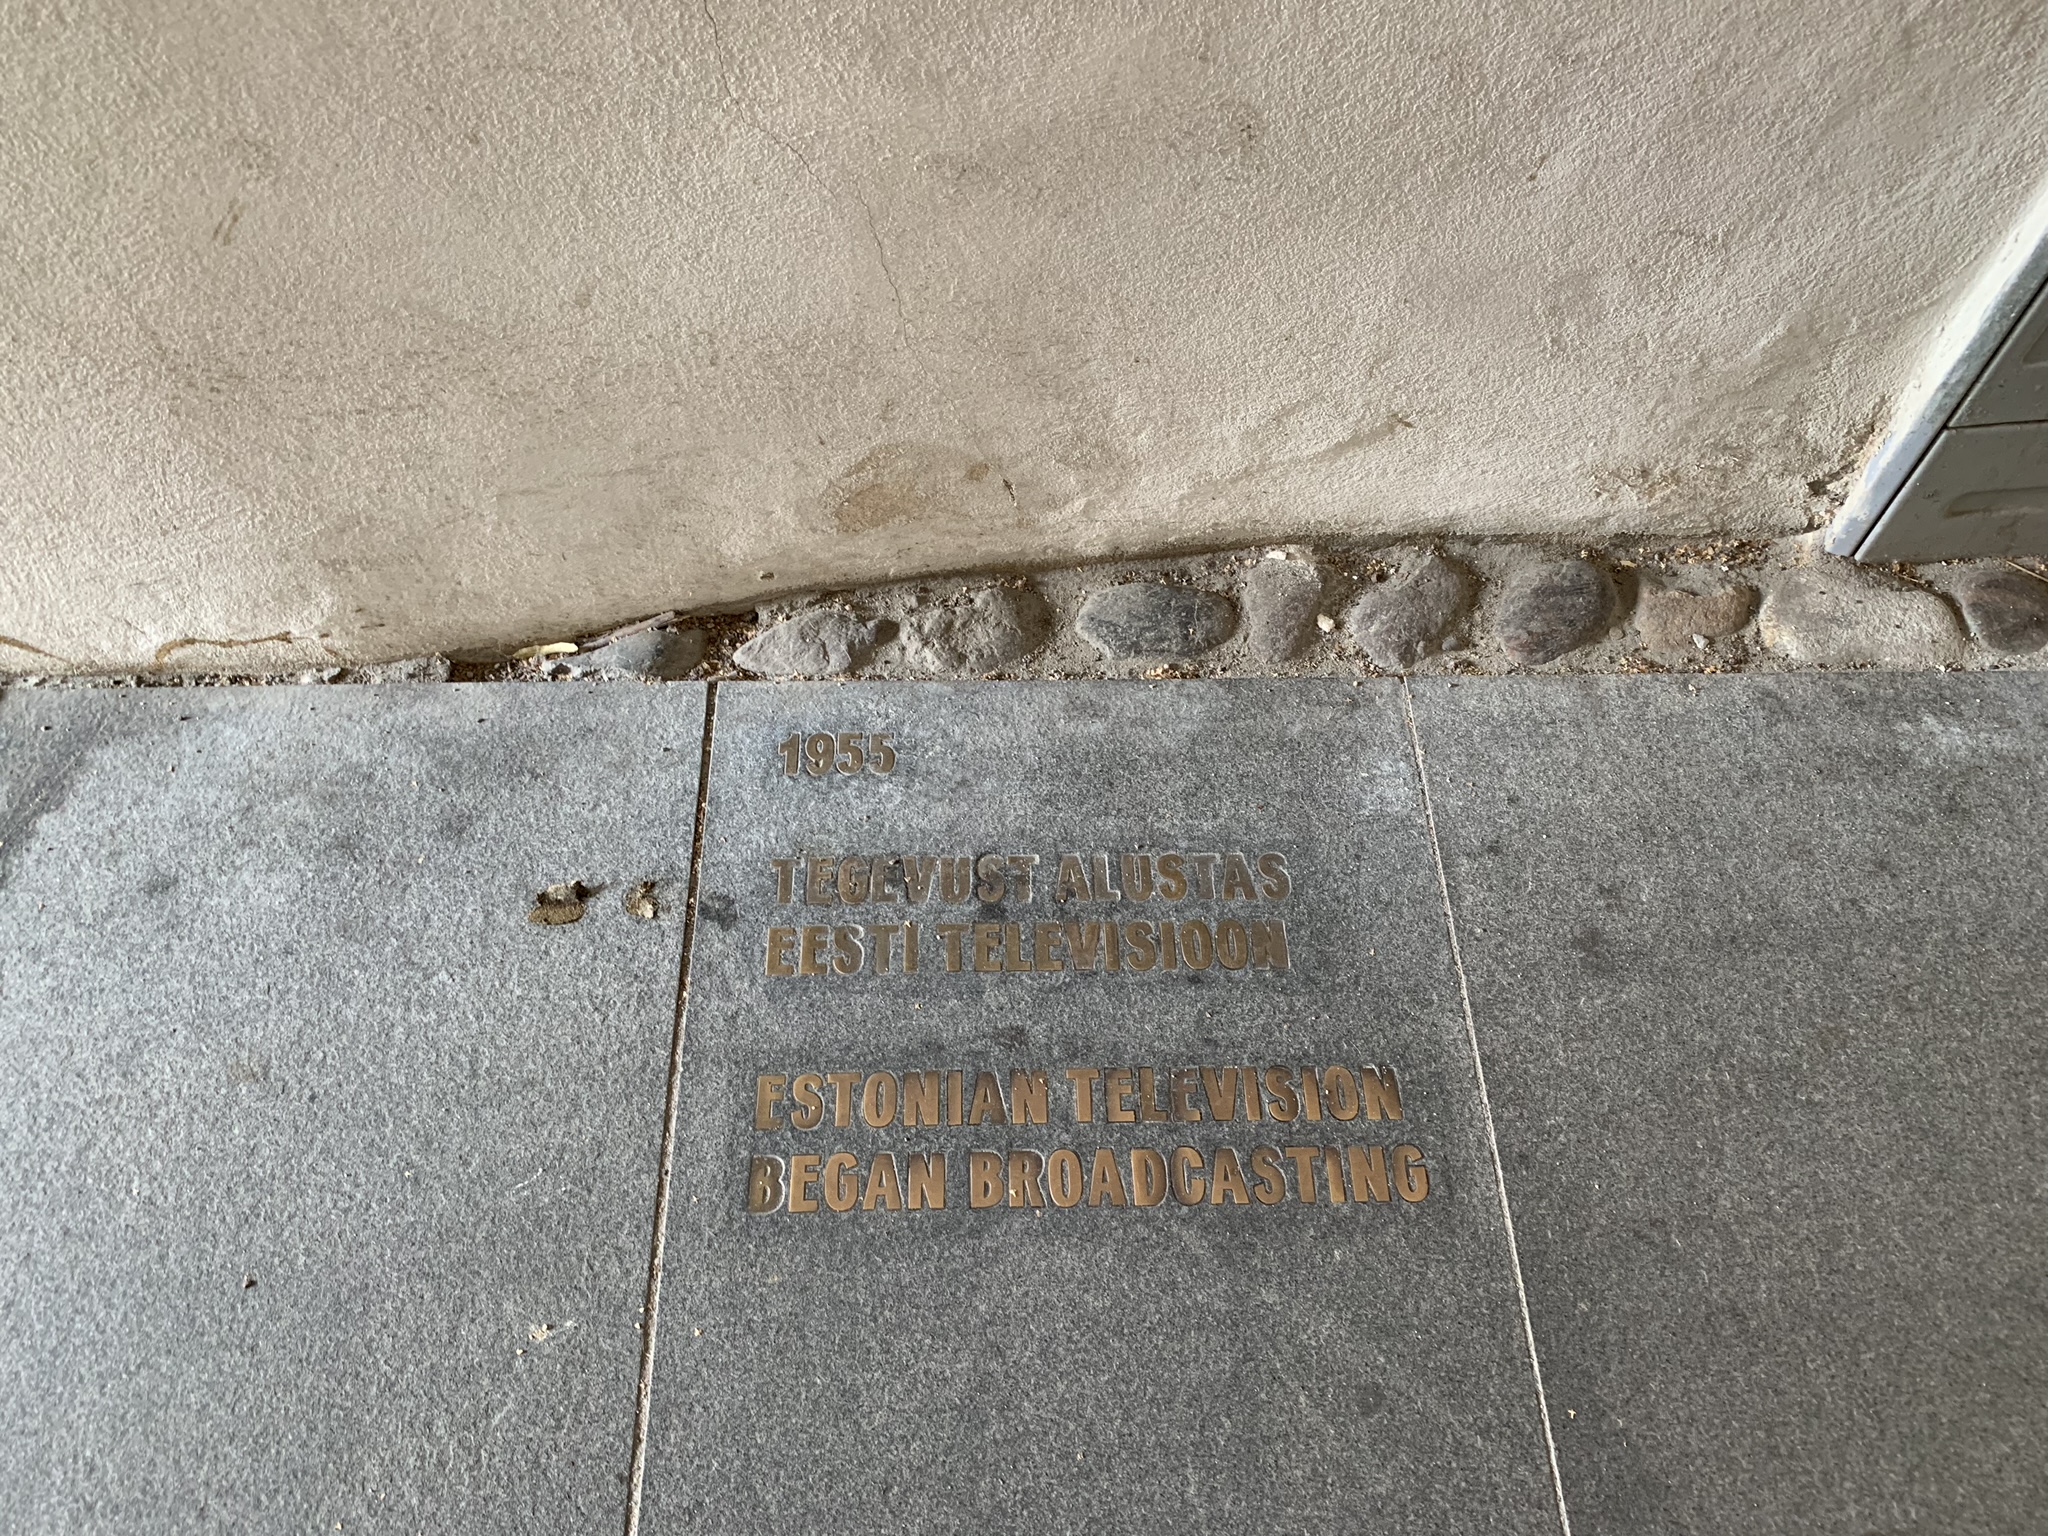 1955
TEGEVUST ALUSTAS
EESTI TELEVISIOON
ESTONIAN TELEVISION
BEGAN BROADCASTING